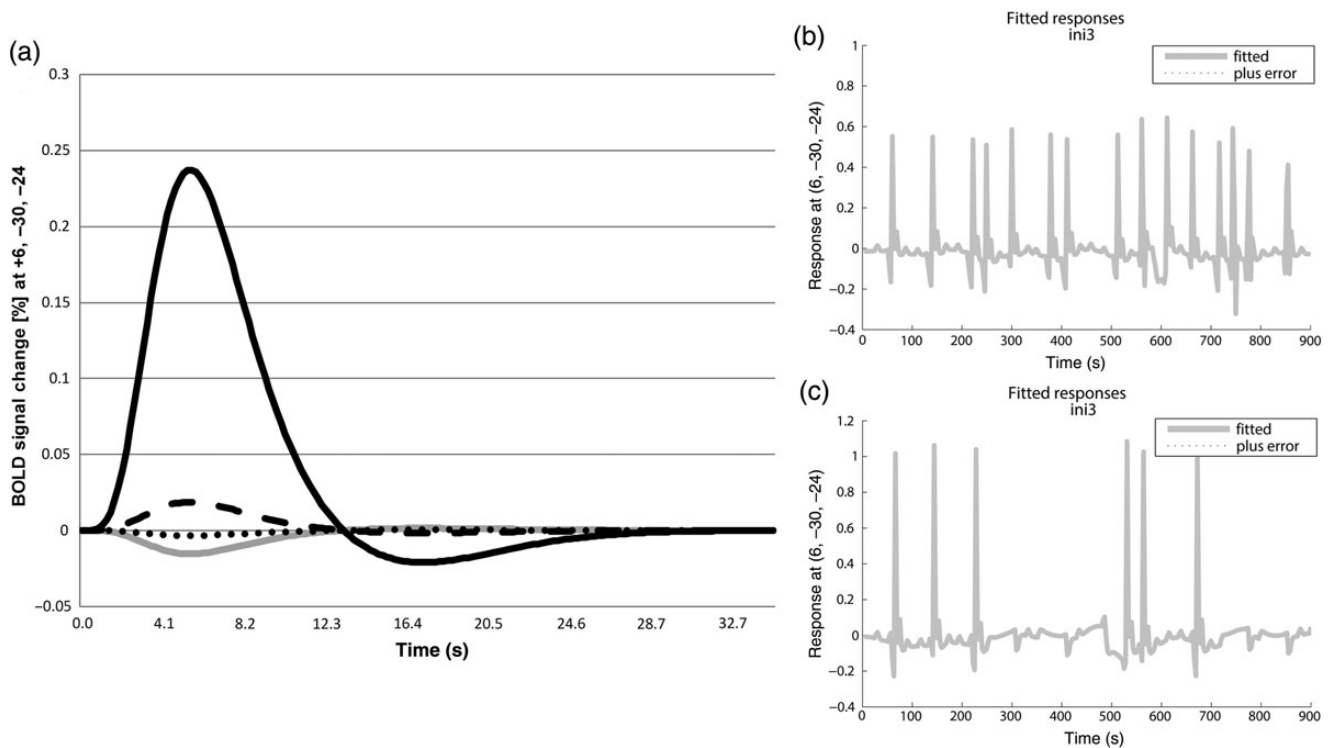 (a)
0.3
0.25
0.2
0.15
0.1
0.05
0
−0.05
BOLD signal change [%] at +6, −30, −24
0.0 4.1 8.2 12.3 16.4 20.5 24.6 28.7 32.7
Time (s)
(b)
Fitted responses
ini3
fitted
plus error
1
0.8
0.6
0.4
0.2
0
−0.2
−0.4
Response at (6, −30, −24)
0 100 200 300 400 500 600 700 800 900
Time (s)
(c)
Fitted responses
ini3
fitted
plus error
1.2
1
0.8
0.6
0.4
0.2
0
−0.2
−0.4
Response at (6, −30, −24)
0 100 200 300 400 500 600 700 800 900
Time (s)